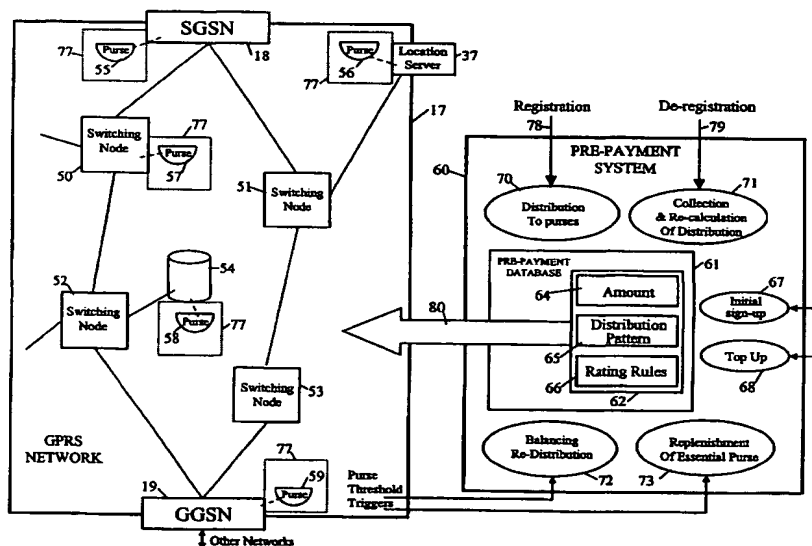 SGSN
18
77
Purse
55
77
Purse
56
Location
Server
37
17
Switching
Node
50
77
Purse
57
51
Switching
Node
52
Switching
Node
54
Purse
58
77
Switching
Node
53
GPRS
NETWORK
77
Purse
59
19
GGSN
Other Networks
Purse
Threshold
Triggers
80
Registration
78
De-registration
79
60
PRE-PAYMENT
SYSTEM
70
Distribution
To purses
71
Collection
& Re-calculation
Of Distribution
PRE-PAYMENT
DATABASE
61
64
Amount
65
Distribution
Pattern
66
Rating Rules
62
67
Initial
sign-up
Top Up
68
Balancing
Re-Distribution
72
Replenishment
Of Essential Purse
73